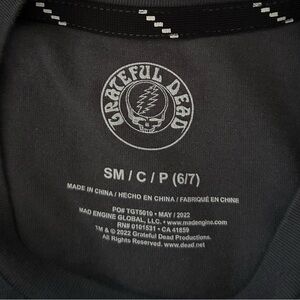 GRATEFUL DEAD
SM / C / P (6/7)
MADE IN CHINA / HECHO EN CHINA / FABRIQUÉ EN CHINE
PO# TGT5010 • MAY / 2022
MAD ENGINE GLOBAL, LLC. • www.madengine.com
RN# 0101531 • CA 41859
TM & © 2022 Grateful Dead Productions
All Rights Reserved. www.dead.net